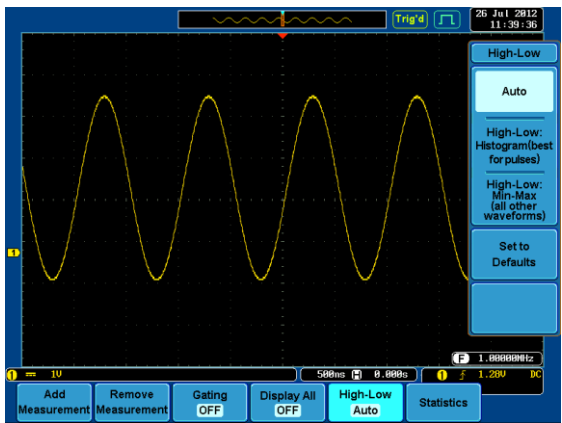 Trig'd
26 Jul 2012
11:39:36
High-Low
Auto
High-Low:
Histogram(best
for pulses)
High-Low:
Min-Max
(all other
waveforms)
Set to
Defaults
1
F 1.00000MHz
1 1V
500ns H 0.000s
1 1.28V DC
Add
Measurement
Remove
Measurement
Gating
OFF
Display All
OFF
High-Low
Auto
Statistics